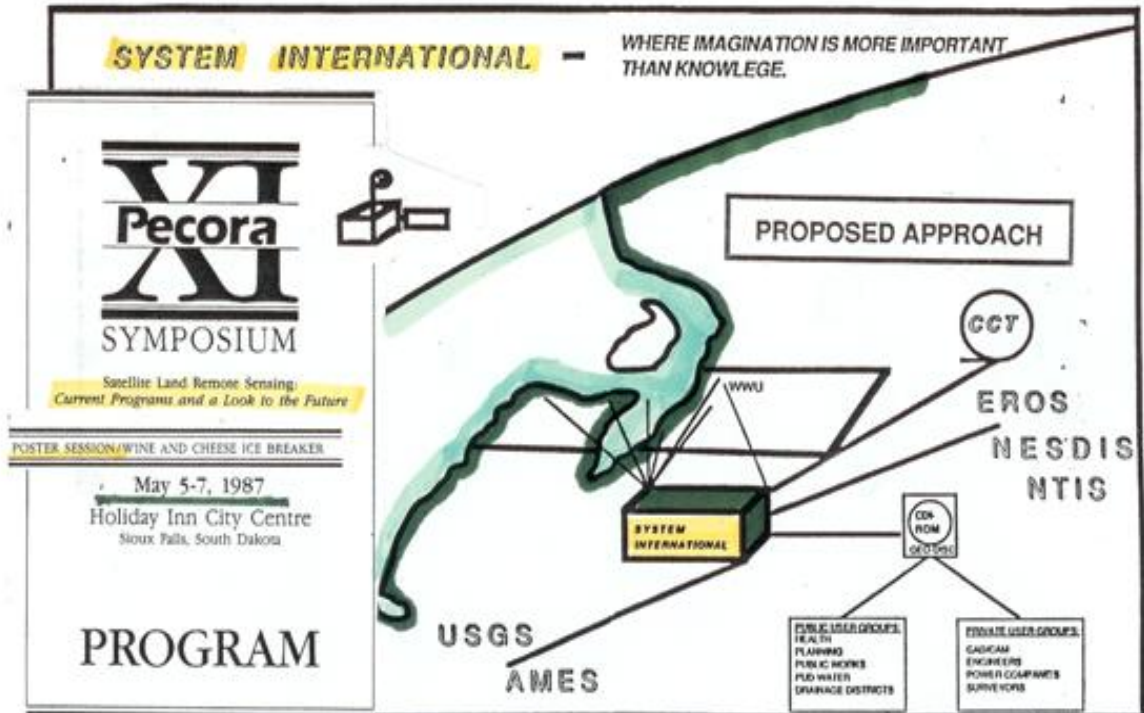 SYSTEM INTERNATIONAL –
WHERE IMAGINATION IS MORE IMPORTANT
THAN KNOWLEGE.
XI
Pecora
SYMPOSIUM
Satellite Land Remote Sensing:
Current Programs and a Look to the Future
POSTER SESSION/WINE AND CHEESE ICE BREAKER
May 5-7, 1987
Holiday Inn City Centre
Sioux Falls, South Dakota
PROGRAM
PROPOSED APPROACH
CCT
WWU
EROS
NESDIS
NTIS
SYSTEM
INTERNATIONAL
ROM
GEO-DISC
USGS
AMES
PUBLIC USER GROUPS:
HEALTH
PLANNING
PUBLIC WORKS
PUD WATER
DRAINAGE DISTRICTS
PRIVATE USER GROUPS:
ENGINEERS
POWER COMPANIES
SURVEYORS